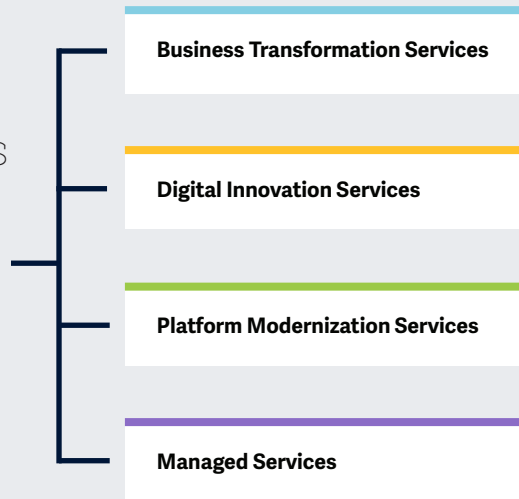 Business Transformation Services
Digital Innovation Services
Platform Modernization Services
Managed Services